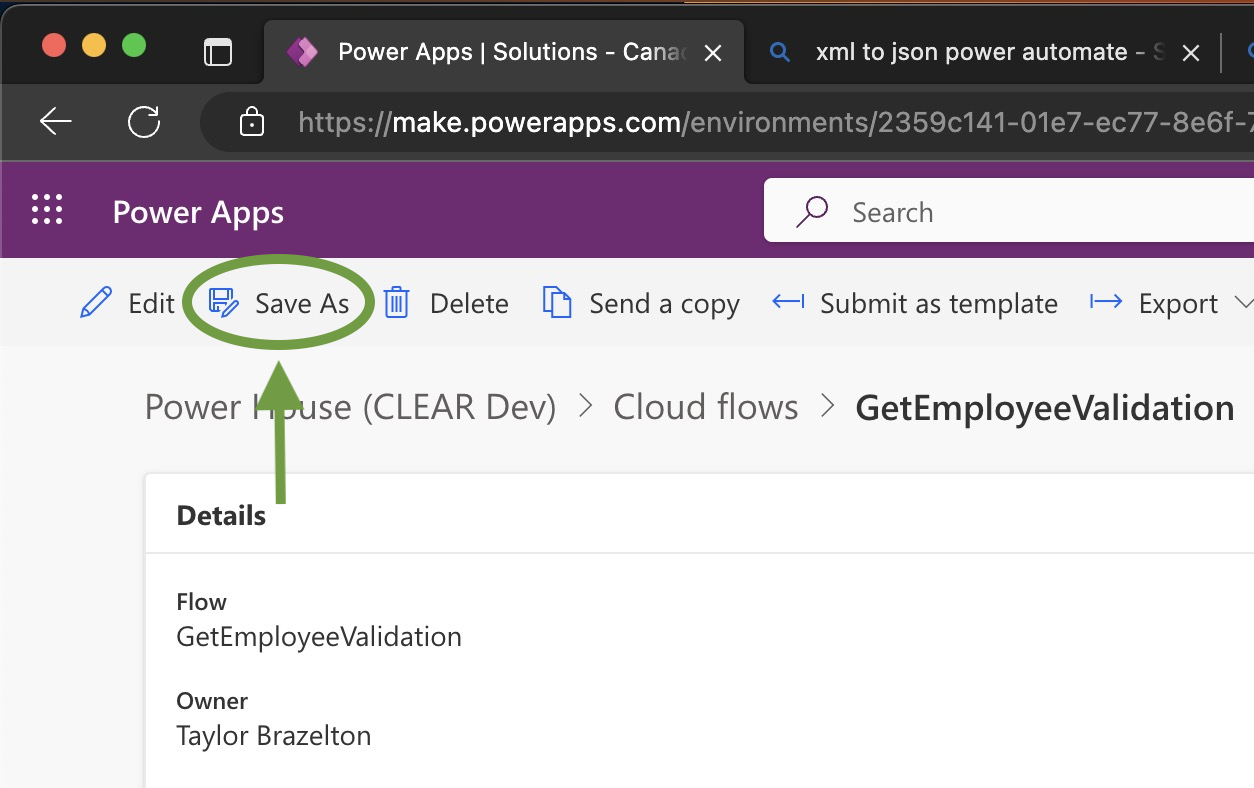 Power Apps | Solutions - Cana
xml to json power automate -
https://make.powerapps.com/environments/2359c141-01e7-ec77-8e6f-
Power Apps
Search
Edit
Save As
Delete
Send a copy
Submit as template
Export
Power House (CLEAR Dev) > Cloud flows > GetEmployeeValidation
Details
Flow
GetEmployeeValidation
Owner
Taylor Brazelton